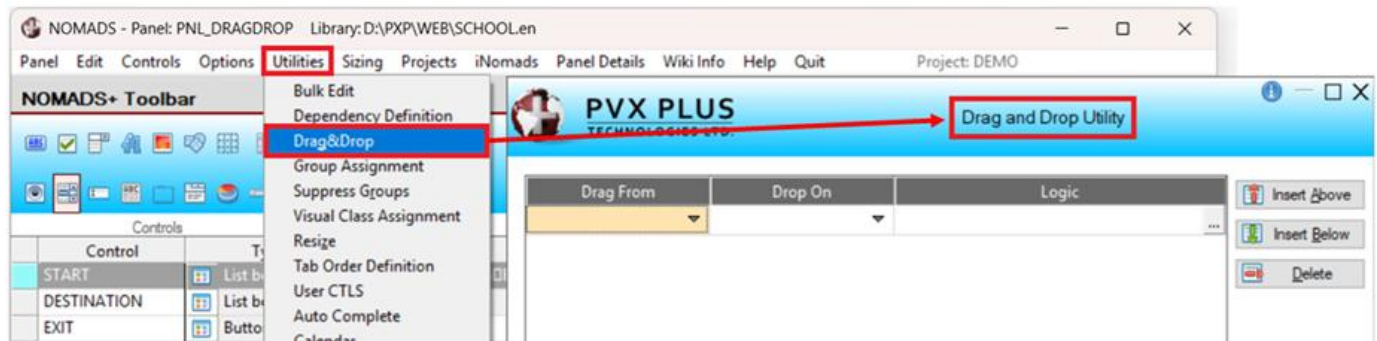 NOMADS - Panel: PNL_DRAGDROP Library: D:\PXP\WEB\SCHOOL.en
Panel Edit Controls Options Utilities Sizing Projects iNomads Panel Details Wiki Info Help Quit Project: DEMO
NOMADS+ Toolbar
Bulk Edit
Dependency Definition
Drag&Drop
Group Assignment
Suppress Groups
Visual Class Assignment
Resize
Tab Order Definition
User CTLS
Auto Complete
Calendar
PVX PLUS
TECHNOLOGIES LTD.
Drag and Drop Utility
Drag From Drop On Logic
...
Insert Above
Insert Below
Delete
Controls
Control
START List b
DESTINATION List b
EXIT Butto